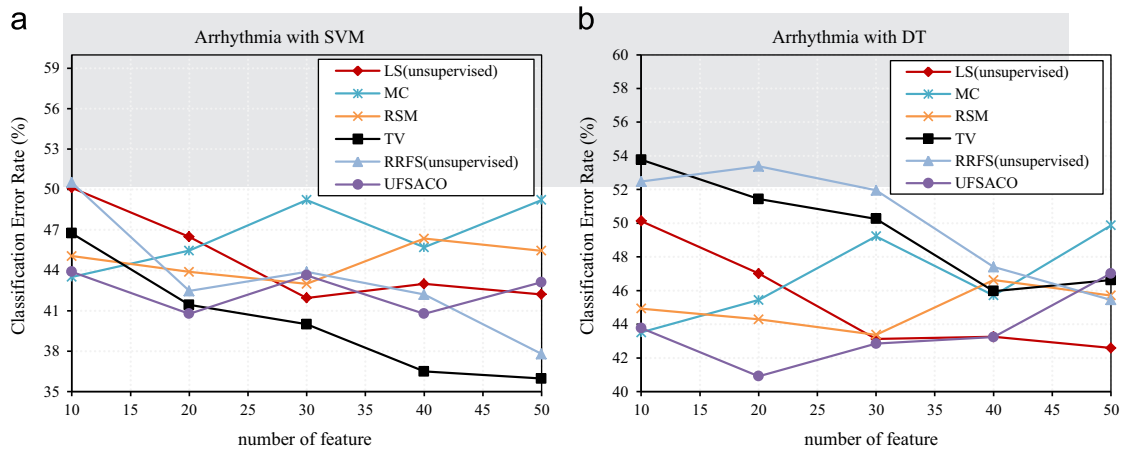 a
Arrhythmia with SVM
Classification Error Rate (%)
59
56
53
50
47
44
41
38
35
10 15 20 25 30 35 40 45 50
number of feature
LS(unsupervised)
MC
RSM
TV
RRFS(unsupervised)
UFSACO
b
Arrhythmia with DT
Classification Error Rate (%)
60
58
56
54
52
50
48
46
44
42
40
10 15 20 25 30 35 40 45 50
number of feature
LS(unsupervised)
MC
RSM
TV
RRFS(unsupervised)
UFSACO